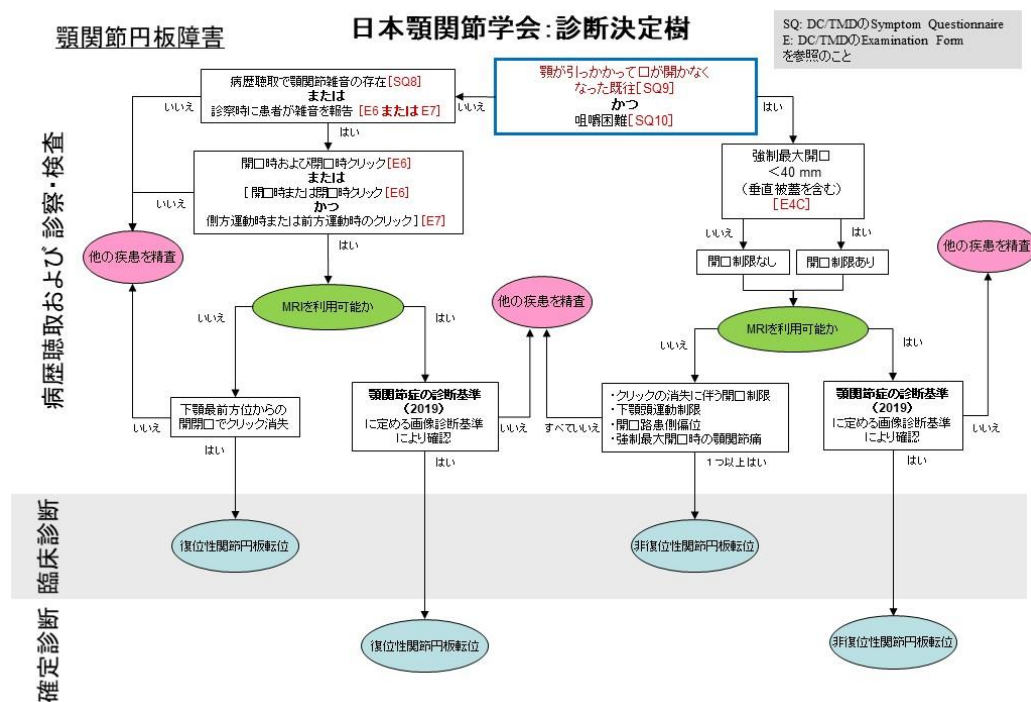 日本顎関節学会:診断決定樹
顎関節円板障害
SQ: DC/TMDのSymptom Questionnaire
E: DC/TMDのExamination Form
を参照のこと
病歴聴取および 診察・検査
臨床診断
確定診断
顎が引っかかって口が開かなく
なった既往[SQ9]
かつ
咀嚼困難[SQ10]
いいえ
はい
病歴聴取で顎関節雑音の存在[SQ8]
または
診察時に患者が雑音を報告 [E6 または E7]
いいえ
はい
開口時および閉口時クリック[E6]
または
[ 開口時または閉口時クリック[E6]
かつ
側方運動時または前方運動時のクリック] [E7]
いいえ
はい
他の疾患を精査
MRIを利用可能か
いいえ
はい
下顎最前方位からの
開閉口でクリック消失
いいえ
はい
顎関節症の診断基準
(2019)
に定める画像診断基準
により確認
いいえ
はい
他の疾患を精査
復位性関節円板転位
復位性関節円板転位
強制最大開口
<40 mm
(垂直被蓋を含む)
[E4C]
いいえ
はい
開口制限なし
開口制限あり
MRIを利用可能か
いいえ
はい
・クリックの消失に伴う開口制限
・下顎頭運動制限
・開口路患側偏位
・強制最大開口時の顎関節痛
すべていいえ
1つ以上はい
顎関節症の診断基準
(2019)
に定める画像診断基準
により確認
いいえ
はい
他の疾患を精査
非復位性関節円板転位
非復位性関節円板転位